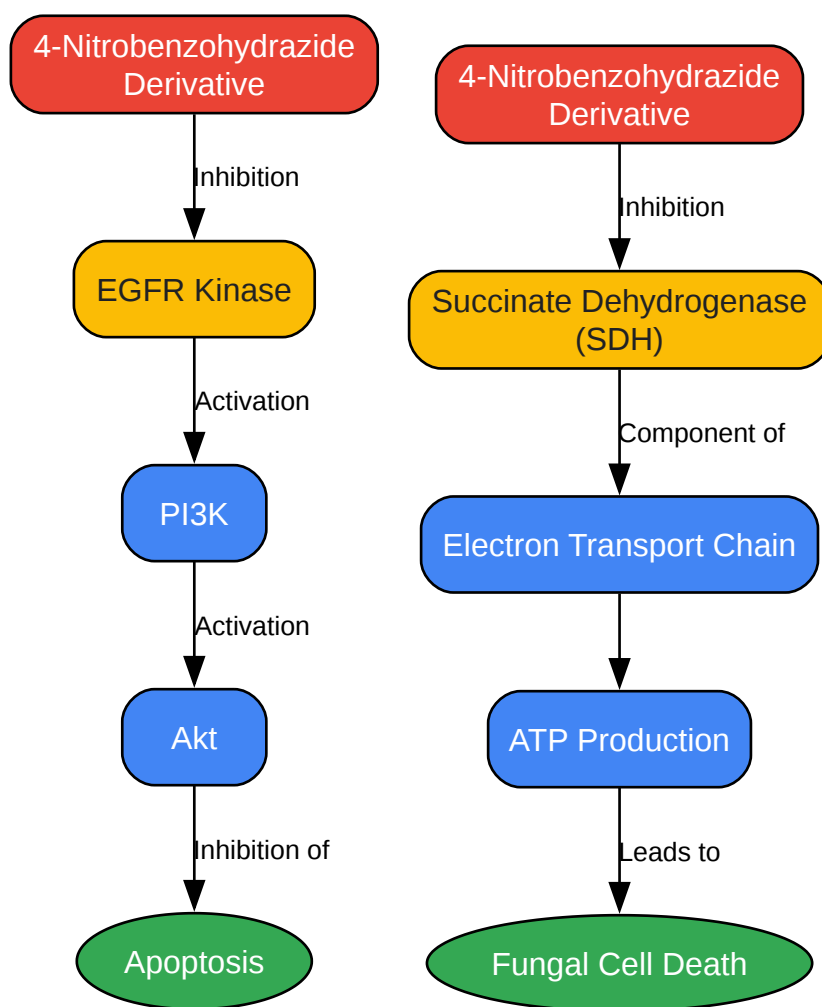 4-Nitrobenzohydrazide
Derivative
Inhibition
EGFR Kinase
Activation
PI3K
Activation
Akt
Inhibition of
Apoptosis
4-Nitrobenzohydrazide
Derivative
Inhibition
Succinate Dehydrogenase
(SDH)
Component of
Electron Transport Chain
ATP Production
Leads to
Fungal Cell Death